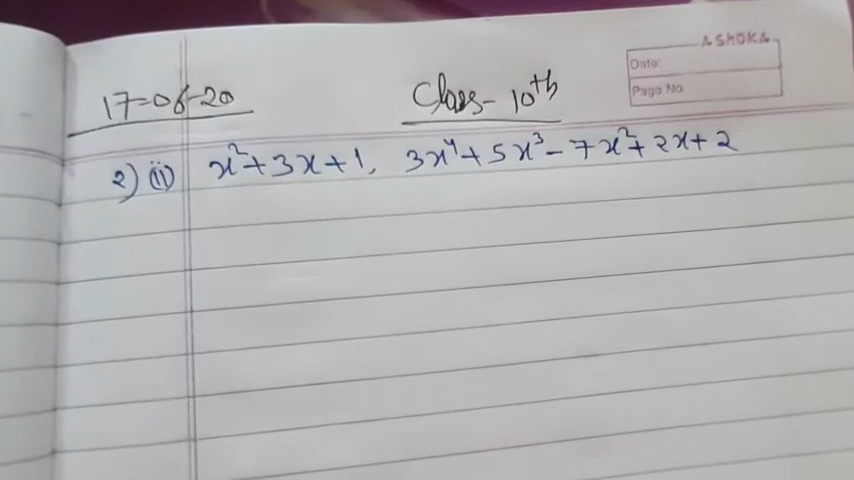 ASHOKA
Date:
Page No
17-06-20
Class- 10th
2) (ii) x²+3x+1, 3x⁴+5x³-7x²+2x+2